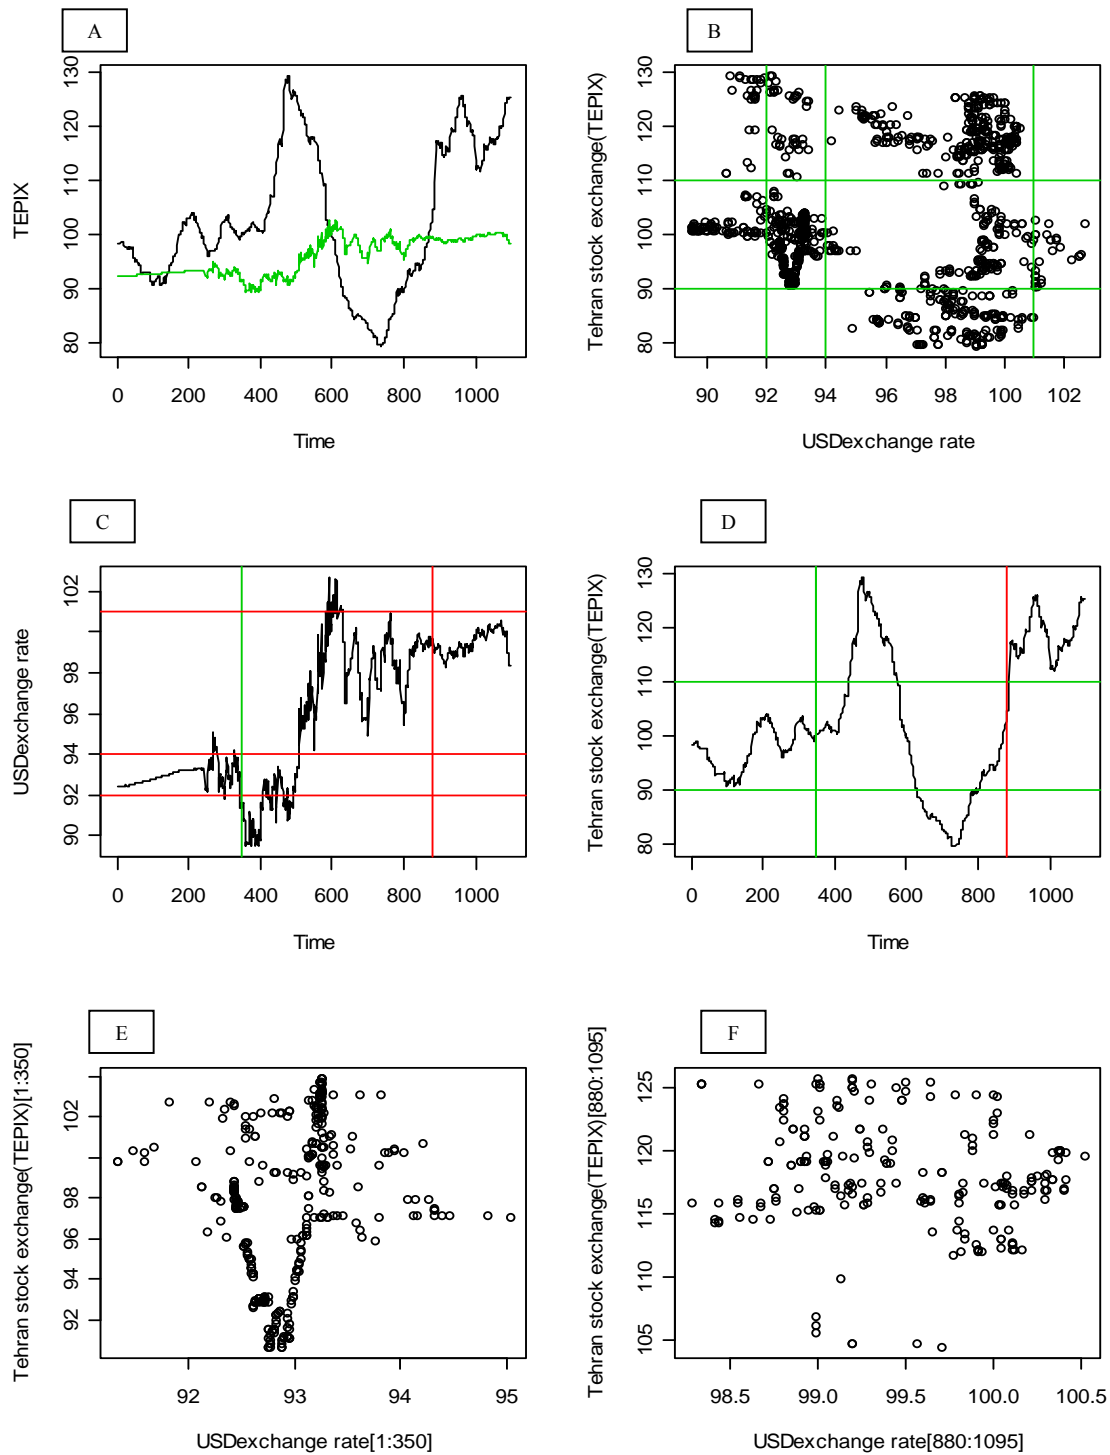 A
B
TEPIX
130
120
110
100
90
80
0 200 400 600 800 1000
Time
Tehran stock exchange(TEPIX)
130
120
110
100
90
80
90 92 94 96 98 100 102
USDexchange rate
C
D
USDexchange rate
102
98
96
94
92
90
0 200 400 600 800 1000
Time
Tehran stock exchange(TEPIX)
130
120
110
100
90
80
0 200 400 600 800 1000
Time
E
F
Tehran stock exchange(TEPIX)[1:350]
102
100
98
96
94
92
92 93 94 95
USDexchange rate[1:350]
Tehran stock exchange(TEPIX)[880:1095]
125
120
115
110
105
98.5 99.0 99.5 100.0 100.5
USDexchange rate[880:1095]